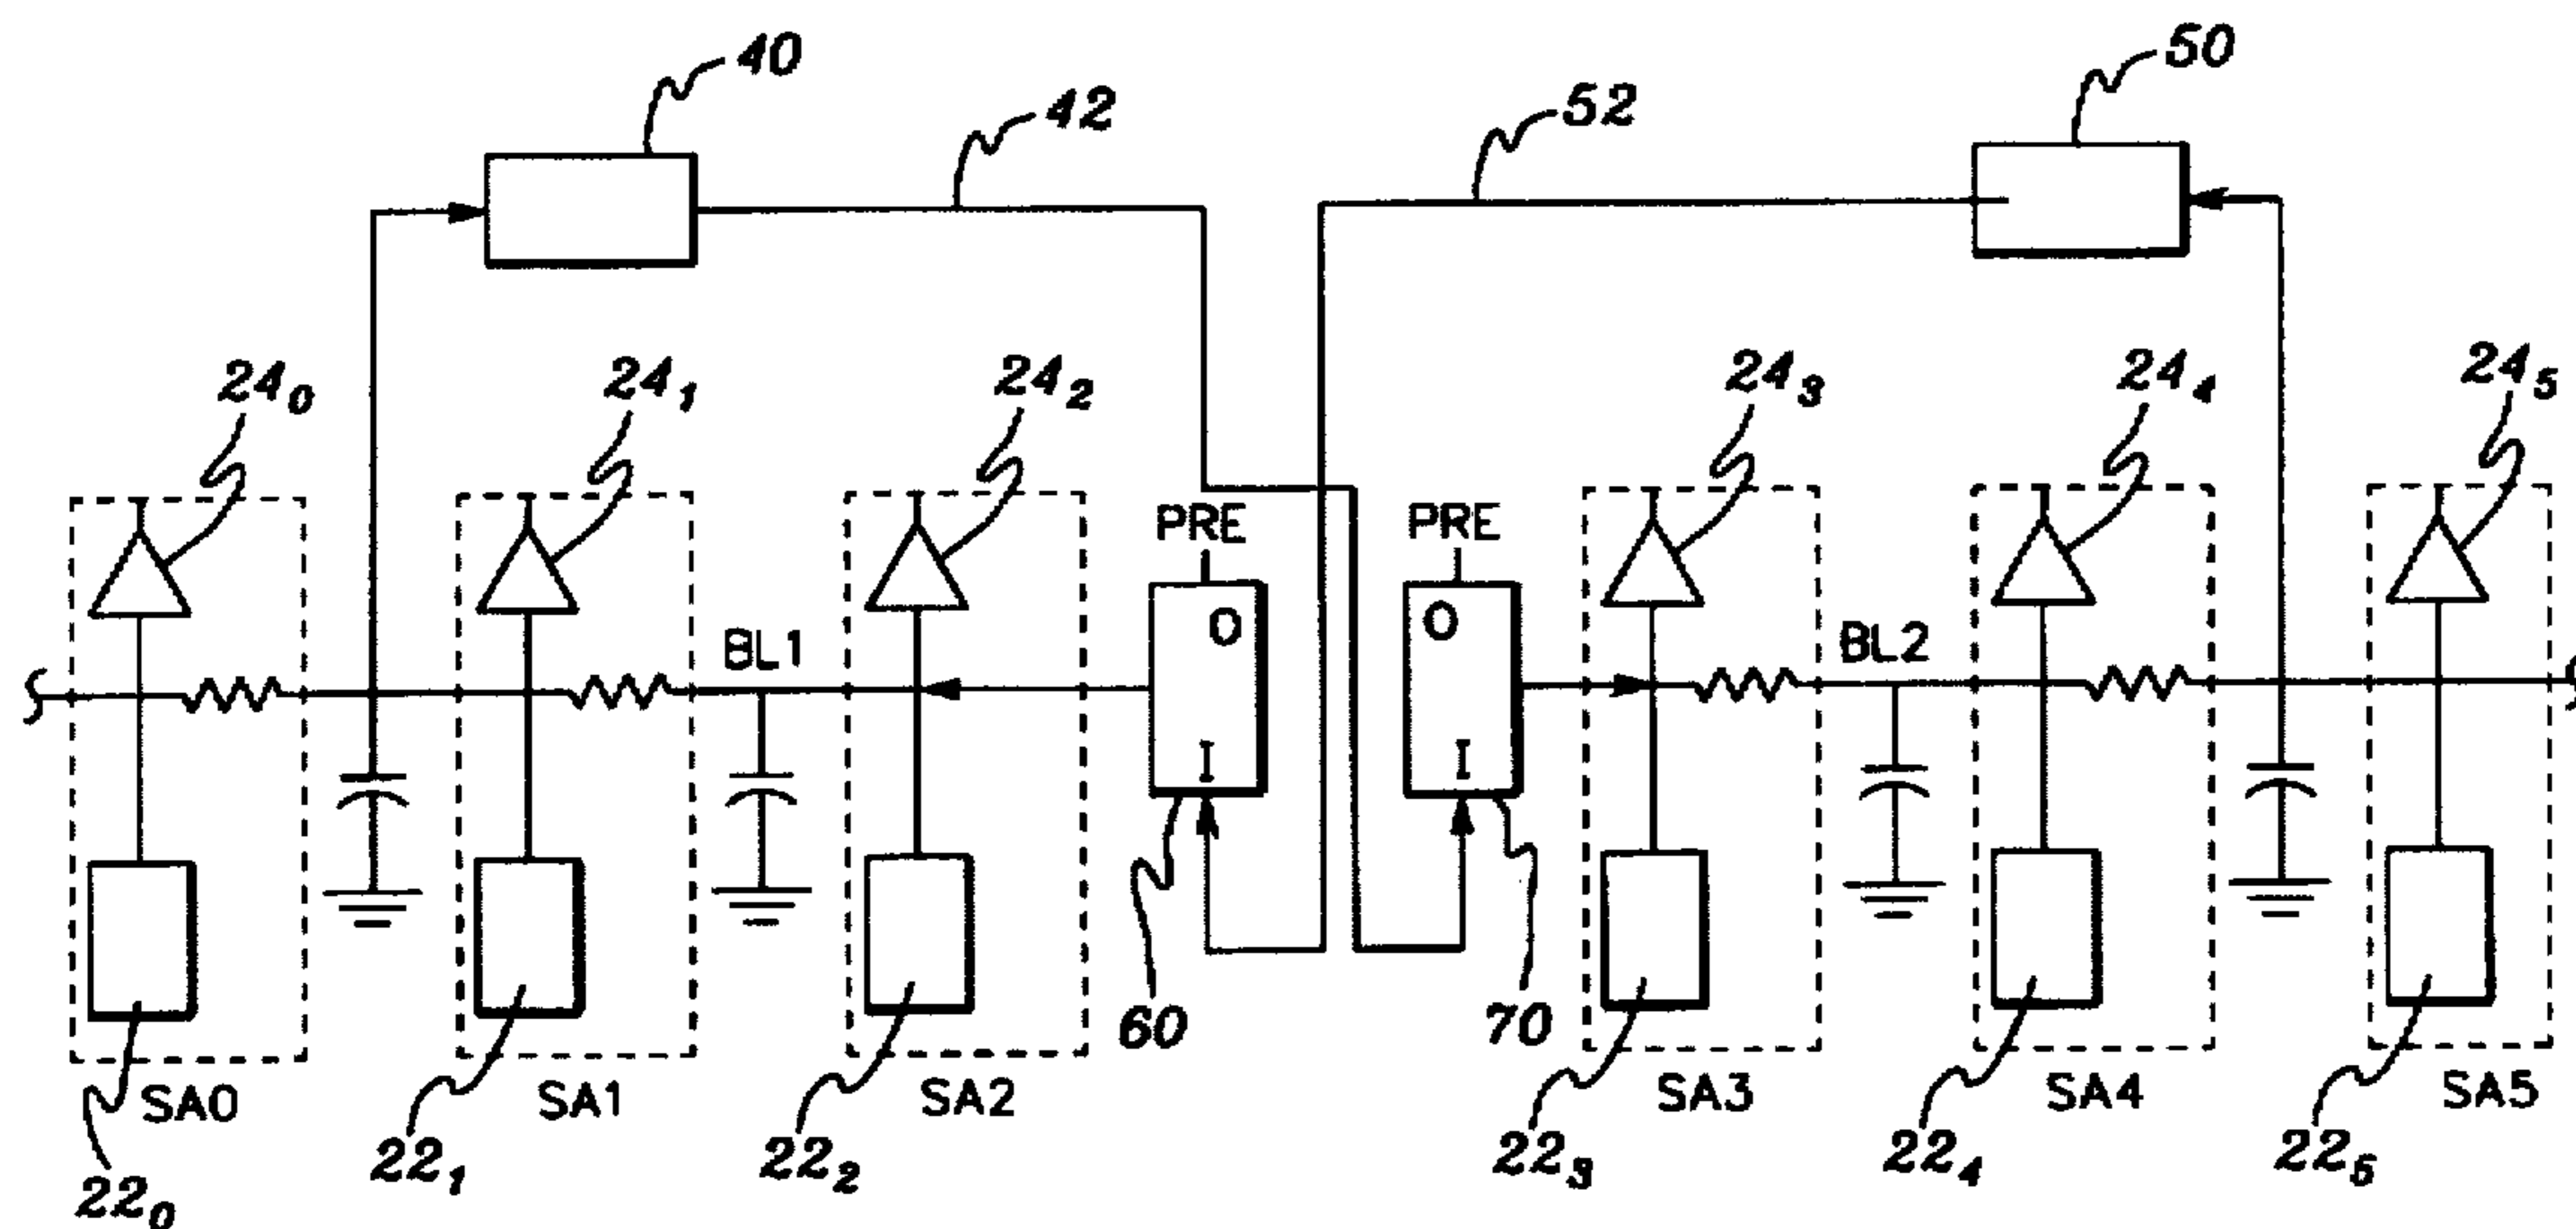 40
50
42
52
24₀
24₁
24₂
24₃
24₄
24₅
PRE
PRE
O
O
BL1
BL2
I
I
60
70
SA0
SA1
SA2
SA3
SA4
SA5
22₀
22₁
22₂
22₃
22₄
22₅